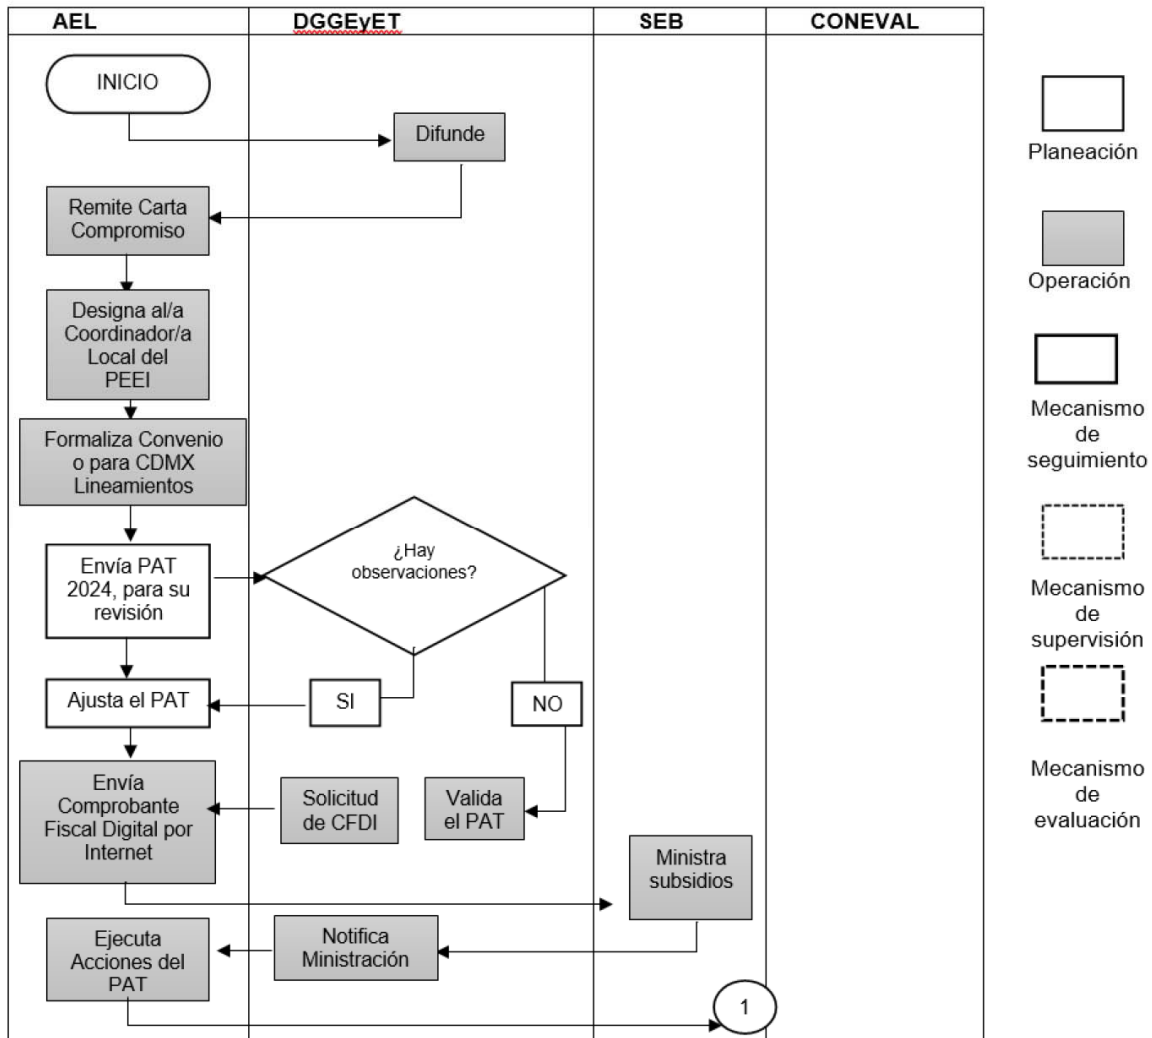 AEL
DGGEyET
SEB
CONEVAL
INICIO
Difunde
Remite Carta
Compromiso
Designa al/a
Coordinador/a
Local del
PEEI
Formaliza Convenio
o para CDMX
Lineamientos
Envía PAT
2024, para su
revisión
¿Hay
observaciones?
Ajusta el PAT
SI
NO
Envía
Comprobante
Fiscal Digital por
Internet
Solicitud
de CFDI
Valida
el PAT
Ministra
subsidios
Ejecuta
Acciones del
PAT
Notifica
Ministración
1
Planeación
Operación
Mecanismo
de
seguimiento
Mecanismo
de
supervisión
Mecanismo
de
evaluación